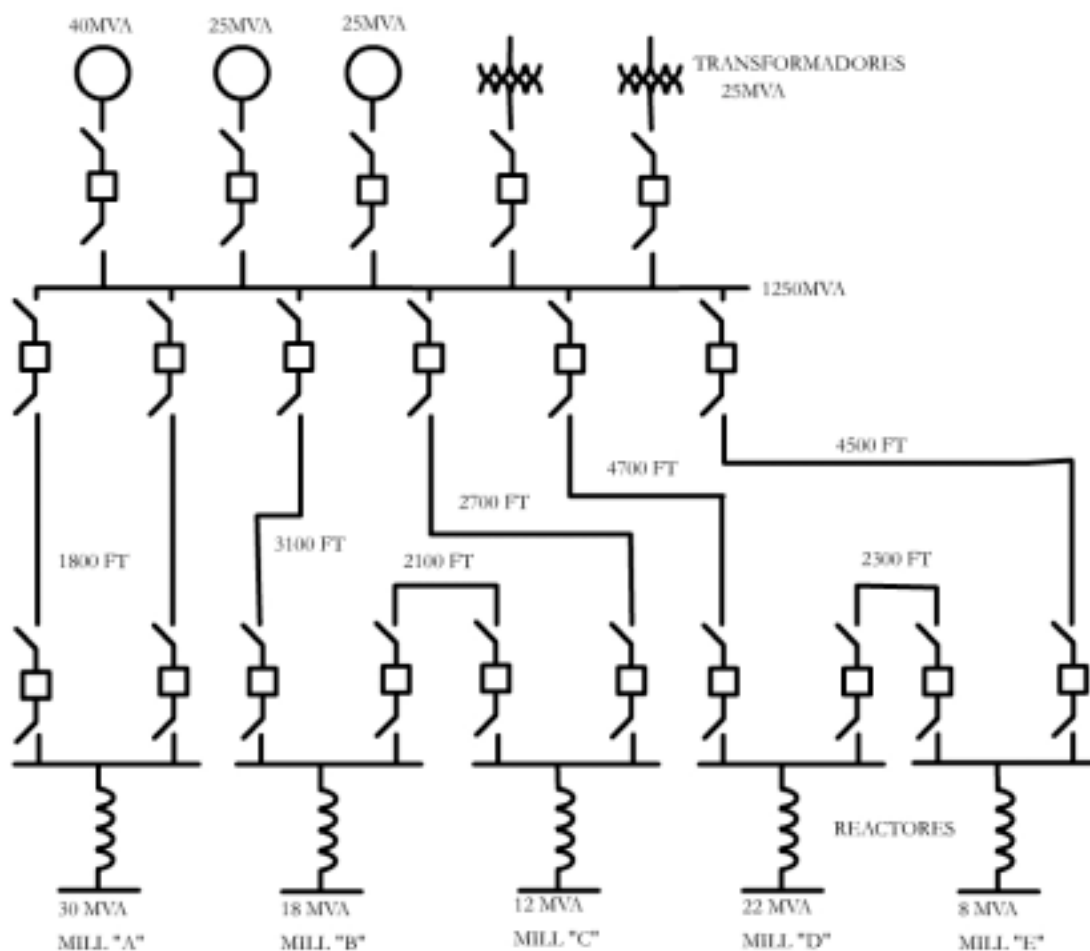 40MVA
25MVA
25MVA
TRANSFORMADORES
25MVA
1250MVA
4500 FT
4700 FT
2700 FT
3100 FT
1800 FT
2100 FT
2300 FT
REACTORES
30 MVA
18 MVA
12 MVA
22 MVA
8 MVA
MILL "A"
MILL "B"
MILL "C"
MILL "D"
MILL "E"